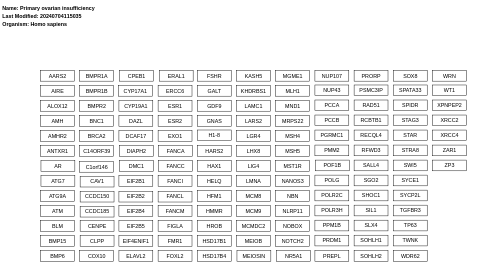 Name: Primary ovarian insufficiency
Last Modified: 20240704115035
Organism: Homo sapiens
AARS2 BMPR1A CPEB1 ERAL1 FSHR KASH5 MGME1 NUP107 PRORP SOX8 WRN
AIRE BMPR1B CYP17A1 ERCC6 GALT KHDRBS1 MLH1 NUP43 PSMC3IP SPATA33 WT1
ALOX12 BMPR2 CYP19A1 ESR1 GDF9 LAMC1 MND1 PCCA RAD51 SPIDR XPNPEP2
AMH BNC1 DAZL ESR2 GNAS LARS2 MRPS22 PCCB RCBTB1 STAG3 XRCC2
AMHR2 BRCA2 DCAF17 EXO1 H1-8 LGR4 MSH4 PGRMC1 RECQL4 STAR XRCC4
ANTXR1 C14ORF39 DIAPH2 FANCA HARS2 LHX8 MSH5 PMM2 RFWD3 STRA8 ZAR1
AR C1orf146 DMC1 FANCC HAX1 LIG4 MST1R POF1B SALL4 SWI5 ZP3
ATG7 CAV1 EIF2B1 FANCI HELQ LMNA NANOS3 POLG SGO2 SYCE1
ATG9A CCDC150 EIF2B2 FANCL HFM1 MCM8 NBN POLR2C SHOC1 SYCP2L
ATM CCDC185 EIF2B4 FANCM HMMR MCM9 NLRP11 POLR3H SIL1 TGFBR3
BLM CENPE EIF2B5 FIGLA HROB MCMDC2 NOBOX PPM1B SLX4 TP63
BMP15 CLPP EIF4ENIF1 FMR1 HSD17B1 MEIOB NOTCH2 PRDM1 SOHLH1 TWNK
BMP6 COX10 ELAVL2 FOXL2 HSD17B4 MEIOSIN NR5A1 PREPL SOHLH2 WDR62